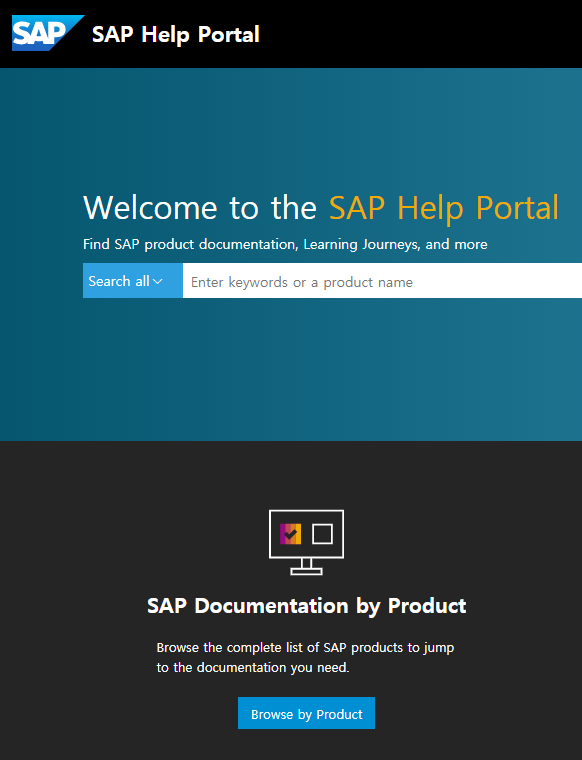 SAP SAP Help Portal
Welcome to the SAP Help Portal
Find SAP product documentation, Learning Journeys, and more
Search all Enter keywords or a product name
SAP Documentation by Product
Browse the complete list of SAP products to jump
to the documentation you need.
Browse by Product